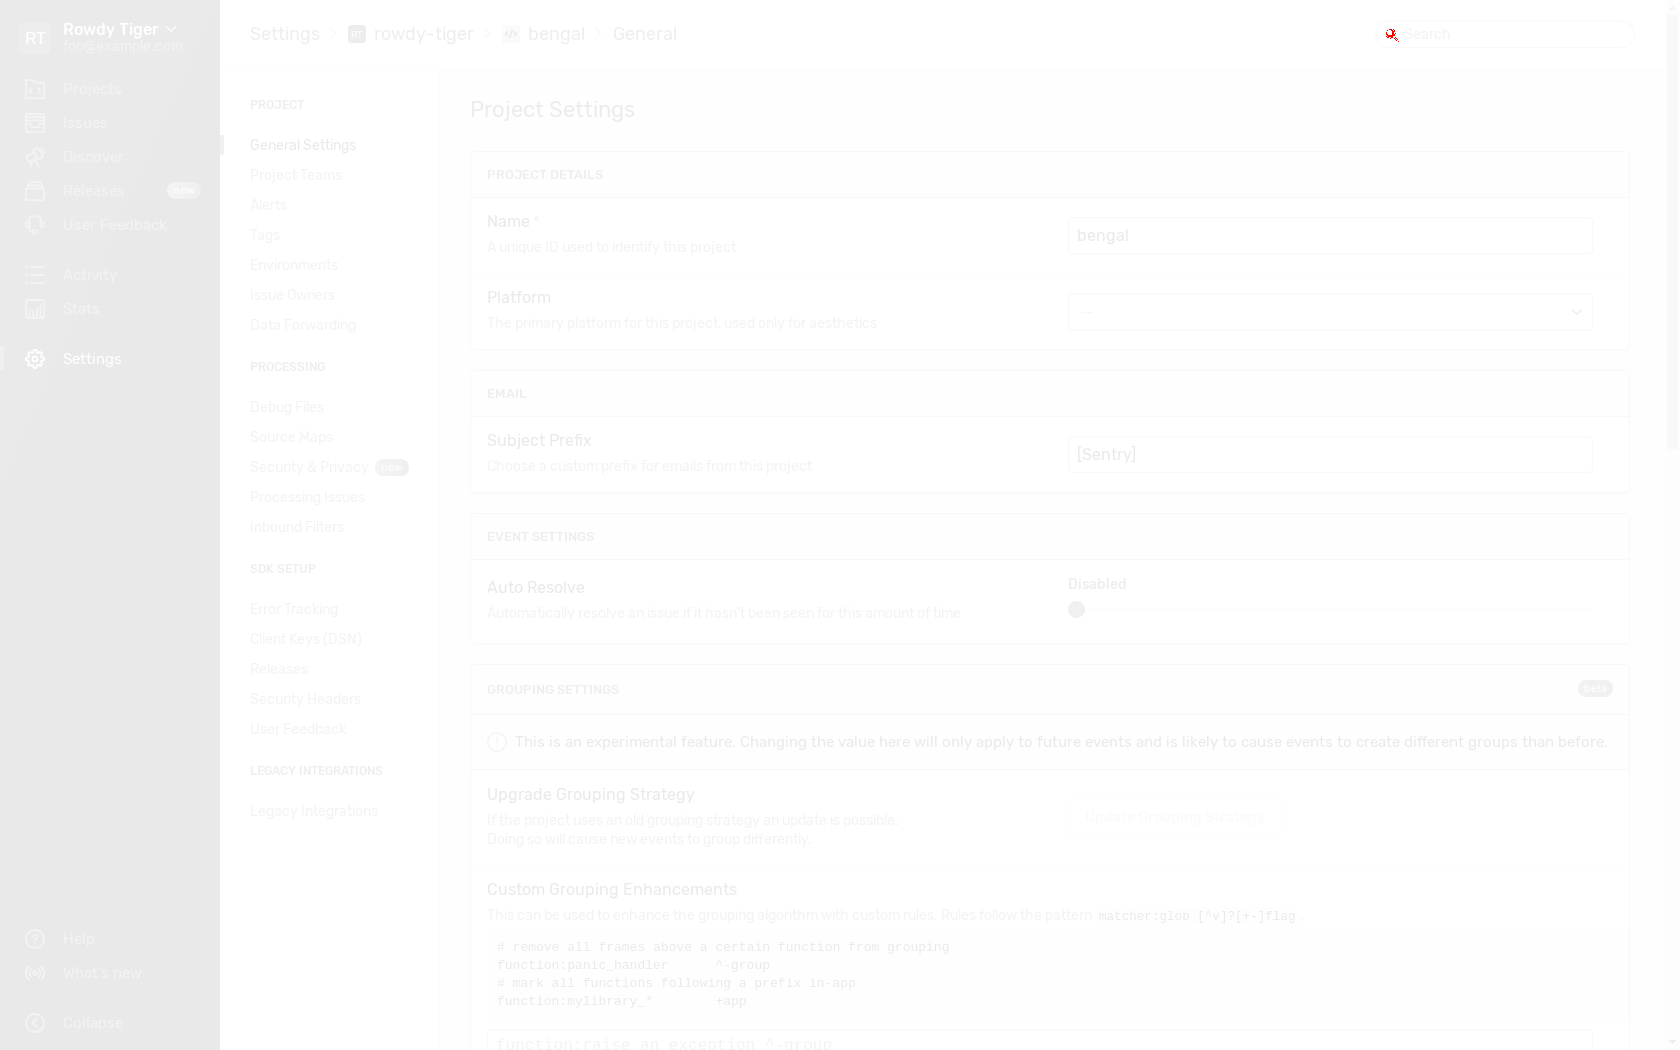 RT
Rowdy Tiger
foo@example.com
Projects
Issues
Discover
Releases new
User Feedback
Activity
Stats
Settings
Help
What's new
Collapse
Settings RT rowdy-tiger bengal General
Search
PROJECT
General Settings
Project Teams
Alerts
Tags
Environments
Issue Owners
Data Forwarding
PROCESSING
Debug Files
Source Maps
Security & Privacy new
Processing Issues
Inbound Filters
SDK SETUP
Error Tracking
Client Keys (DSN)
Releases
Security Headers
User Feedback
LEGACY INTEGRATIONS
Legacy Integrations
Project Settings
PROJECT DETAILS
Name *
A unique ID used to identify this project
bengal
Platform
The primary platform for this project, used only for aesthetics
EMAIL
Subject Prefix
Choose a custom prefix for emails from this project
[Sentry]
EVENT SETTINGS
Auto Resolve
Automatically resolve an issue if it hasn't been seen for this amount of time.
Disabled
GROUPING SETTINGS beta
This is an experimental feature. Changing the value here will only apply to future events and is likely to cause events to create different groups than before.
Upgrade Grouping Strategy
If the project uses an old grouping strategy an update is possible.
Doing so will cause new events to group differently.
Update Grouping Strategy
Custom Grouping Enhancements
This can be used to enhance the grouping algorithm with custom rules. Rules follow the pattern matcher:glob [^v]?[+-]flag.
# remove all frames above a certain function from grouping
function:panic_handler ^-group
# mark all functions following a prefix in-app
function:mylibrary_* +app
function:raise_an_exception ^-group